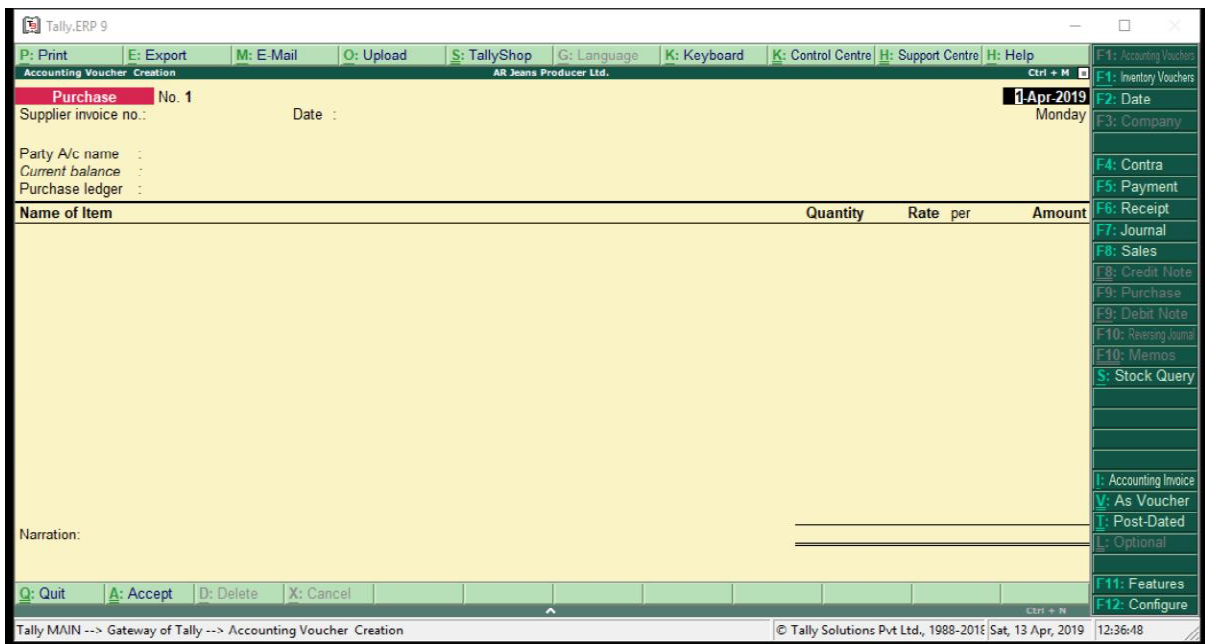 Tally.ERP 9
P: Print E: Export M: E-Mail O: Upload S: TallyShop G: Language K: Keyboard K: Control Centre H: Support Centre H: Help
Accounting Voucher Creation AR Jeans Producer Ltd. Ctrl + M
Purchase No. 1 1-Apr-2019
Supplier invoice no.: Date : Monday
Party A/c name :
Current balance :
Purchase ledger :
Name of Item Quantity Rate per Amount
Narration:
F1: Accounting Vouchers
F1: Inventory Vouchers
F2: Date
F3: Company
F4: Contra
F5: Payment
F6: Receipt
F7: Journal
F8: Sales
F8: Credit Note
F9: Purchase
F9: Debit Note
F10: Reversing Journal
F10: Memos
S: Stock Query
I: Accounting Invoice
V: As Voucher
T: Post-Dated
L: Optional
F11: Features
F12: Configure
Q: Quit A: Accept D: Delete X: Cancel
Ctrl + N
Tally MAIN --> Gateway of Tally --> Accounting Voucher Creation © Tally Solutions Pvt Ltd., 1988-2018 Sat, 13 Apr, 2019 12:36:48